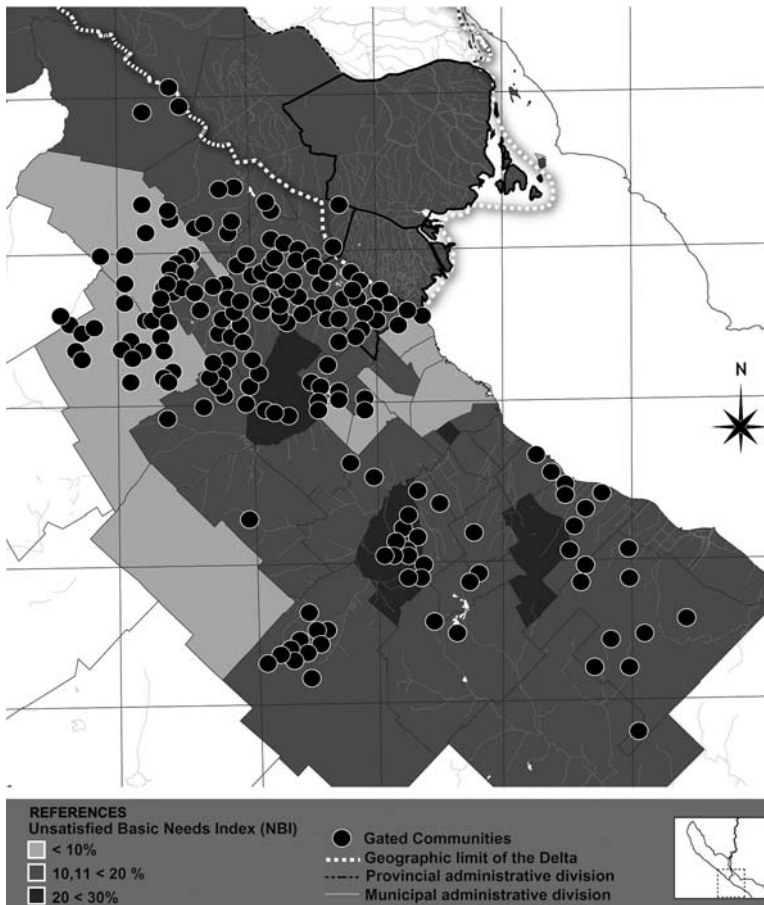 N
REFERENCES
Unsatisfied Basic Needs Index (NBI)
< 10%
10,11 < 20 %
20 < 30%
Gated Communities
Geographic limit of the Delta
Provincial administrative division
Municipal administrative division